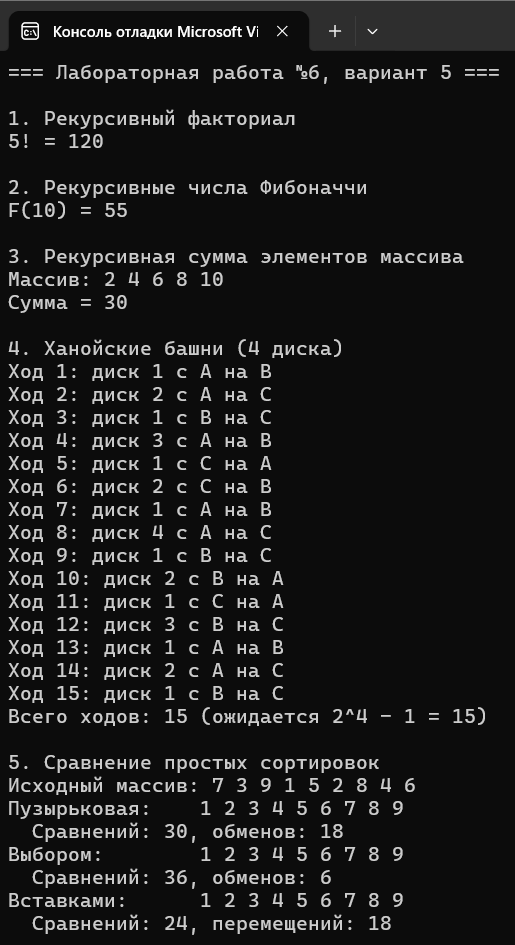 Консоль отладки Microsoft Vi
=== Лабораторная работа №6, вариант 5 ===
1. Рекурсивный факториал
5! = 120
2. Рекурсивные числа Фибоначчи
F(10) = 55
3. Рекурсивная сумма элементов массива
Массив: 2 4 6 8 10
Сумма = 30
4. Ханойские башни (4 диска)
Ход 1: диск 1 с A на B
Ход 2: диск 2 с A на C
Ход 3: диск 1 с B на C
Ход 4: диск 3 с A на B
Ход 5: диск 1 с C на A
Ход 6: диск 2 с C на B
Ход 7: диск 1 с A на B
Ход 8: диск 4 с A на C
Ход 9: диск 1 с B на C
Ход 10: диск 2 с B на A
Ход 11: диск 1 с C на A
Ход 12: диск 3 с B на C
Ход 13: диск 1 с A на B
Ход 14: диск 2 с A на C
Ход 15: диск 1 с B на C
Всего ходов: 15 (ожидается 2^4 - 1 = 15)
5. Сравнение простых сортировок
Исходный массив: 7 3 9 1 5 2 8 4 6
Пузырьковая:    1 2 3 4 5 6 7 8 9
  Сравнений: 30, обменов: 18
Выбором:        1 2 3 4 5 6 7 8 9
  Сравнений: 36, обменов: 6
Вставками:      1 2 3 4 5 6 7 8 9
  Сравнений: 24, перемещений: 18